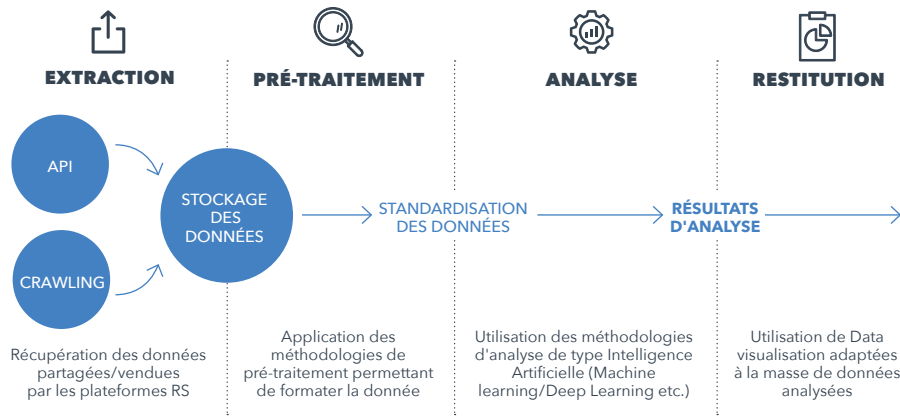 EXTRACTION
PRÉ-TRAITEMENT
ANALYSE
RESTITUTION
API
CRAWLING
STOCKAGE
DES
DONNÉES
STANDARDISATION
DES DONNÉES
RÉSULTATS
D'ANALYSE
Récupération des données
partagées/vendues
par les plateformes RS
Application des
méthodologies de
pré-traitement permettant
de formater la donnée
Utilisation des méthodologies
d'analyse de type Intelligence
Artificielle (Machine
learning/Deep Learning etc.)
Utilisation de Data
visualisation adaptées
à la masse de données
analysées